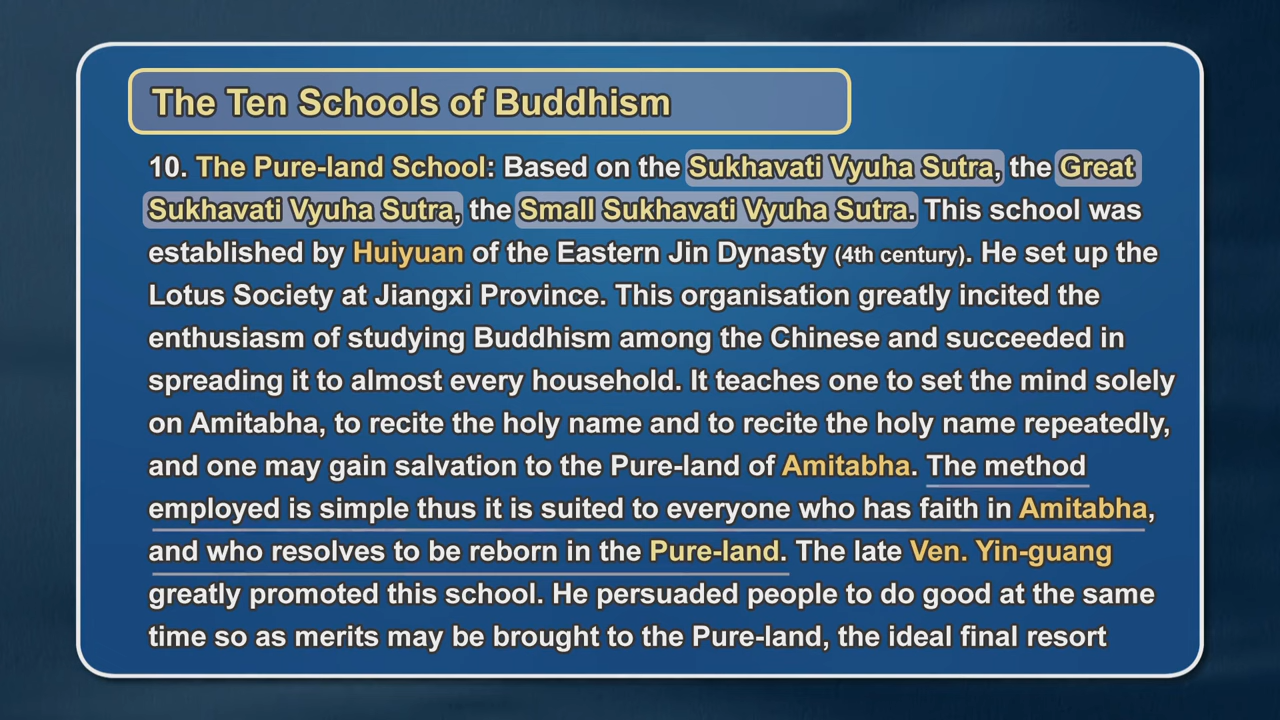 The Ten Schools of Buddhism
10. The Pure-land School: Based on the Sukhavati Vyuha Sutra, the Great
Sukhavati Vyuha Sutra, the Small Sukhavati Vyuha Sutra. This school was
established by Huiyuan of the Eastern Jin Dynasty (4th century). He set up the
Lotus Society at Jiangxi Province. This organisation greatly incited the
enthusiasm of studying Buddhism among the Chinese and succeeded in
spreading it to almost every household. It teaches one to set the mind solely
on Amitabha, to recite the holy name and to recite the holy name repeatedly,
and one may gain salvation to the Pure-land of Amitabha. The method
employed is simple thus it is suited to everyone who has faith in Amitabha,
and who resolves to be reborn in the Pure-land. The late Ven. Yin-guang
greatly promoted this school. He persuaded people to do good at the same
time so as merits may be brought to the Pure-land, the ideal final resort